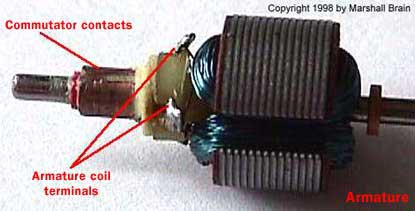 Copyright 1998 by Marshall Brain
Commutator contacts
Armature coil
terminals
Armature